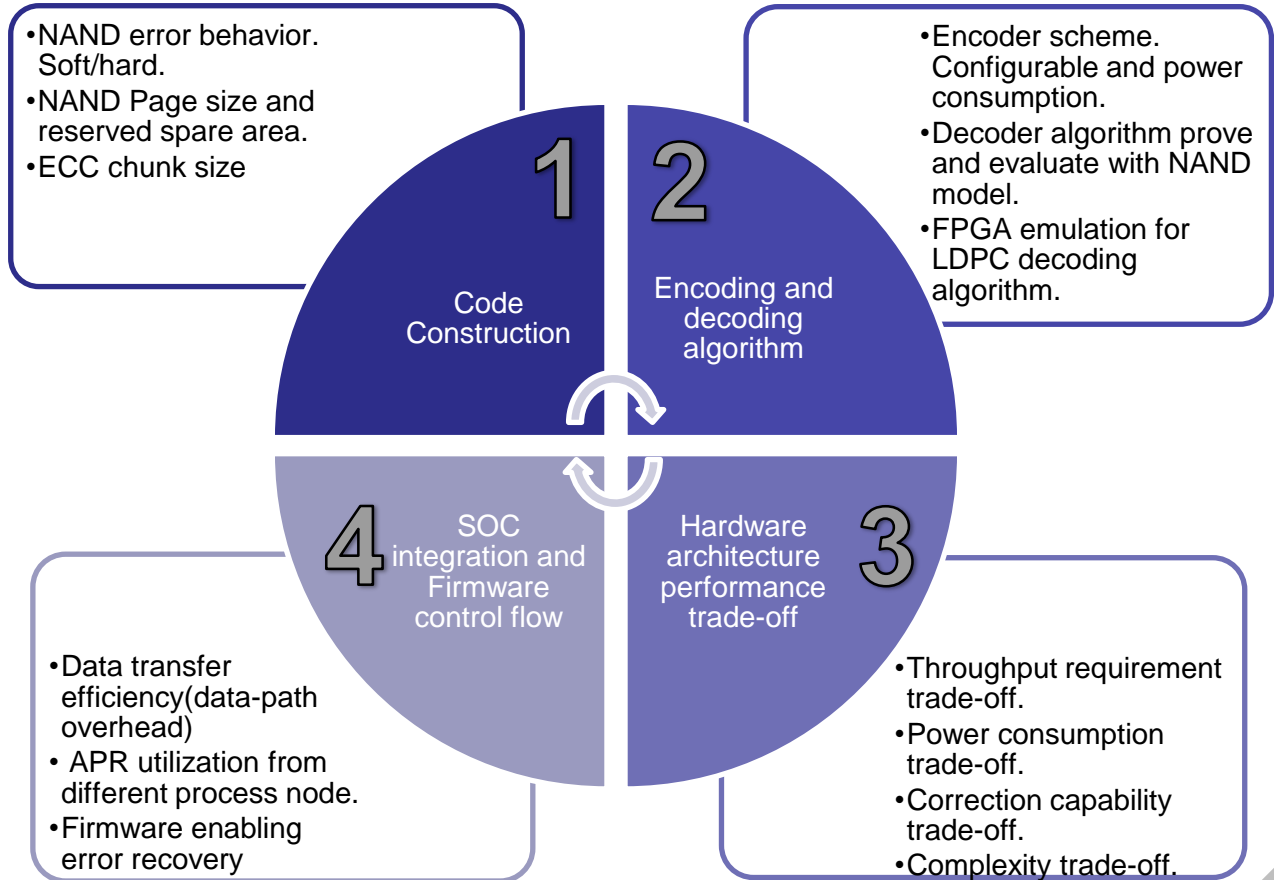 •NAND error behavior.
Soft/hard.
•NAND Page size and
reserved spare area.
•ECC chunk size
1
Code
Construction
•Encoder scheme.
Configurable and power
consumption.
•Decoder algorithm prove
and evaluate with NAND
model.
•FPGA emulation for
LDPC decoding
algorithm.
2
Encoding and
decoding
algorithm
4
SOC
integration and
Firmware
control flow
•Data transfer
efficiency(data-path
overhead)
• APR utilization from
different process node.
•Firmware enabling
error recovery
3
Hardware
architecture
performance
trade-off
•Throughput requirement
trade-off.
•Power consumption
trade-off.
•Correction capability
trade-off.
•Complexity trade-off.